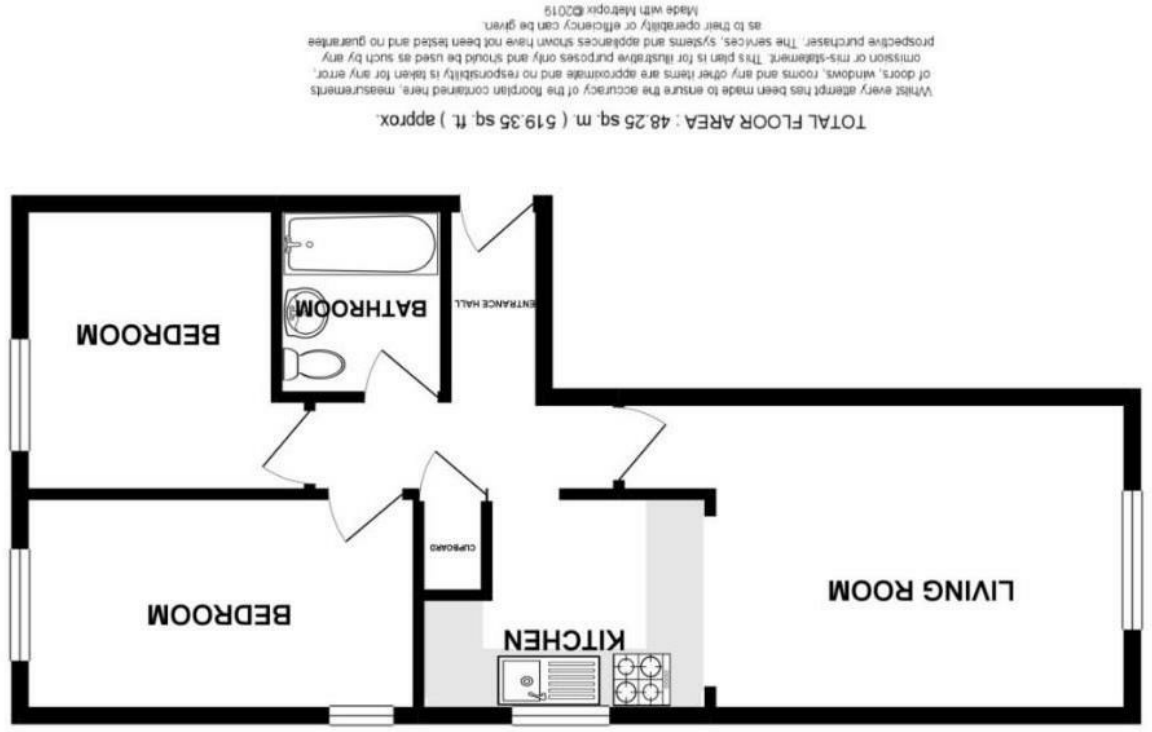 KITCHEN
BEDROOM
LIVING ROOM
CUPBOARD
BEDROOM
BATHROOM
ENTRANCE HALL
TOTAL FLOOR AREA : 48.25 sq. m. ( 519.35 sq. ft. ) approx.
Whilst every attempt has been made to ensure the accuracy of the floorplan contained here, measurements
of doors, windows, rooms and any other items are approximate and no responsibility is taken for any error,
omission or mis-statement. This plan is for illustrative purposes only and should be used as such by any
prospective purchaser. The services, systems and appliances shown have not been tested and no guarantee
as to their operability or efficiency can be given.
Made with Metropix ©2019